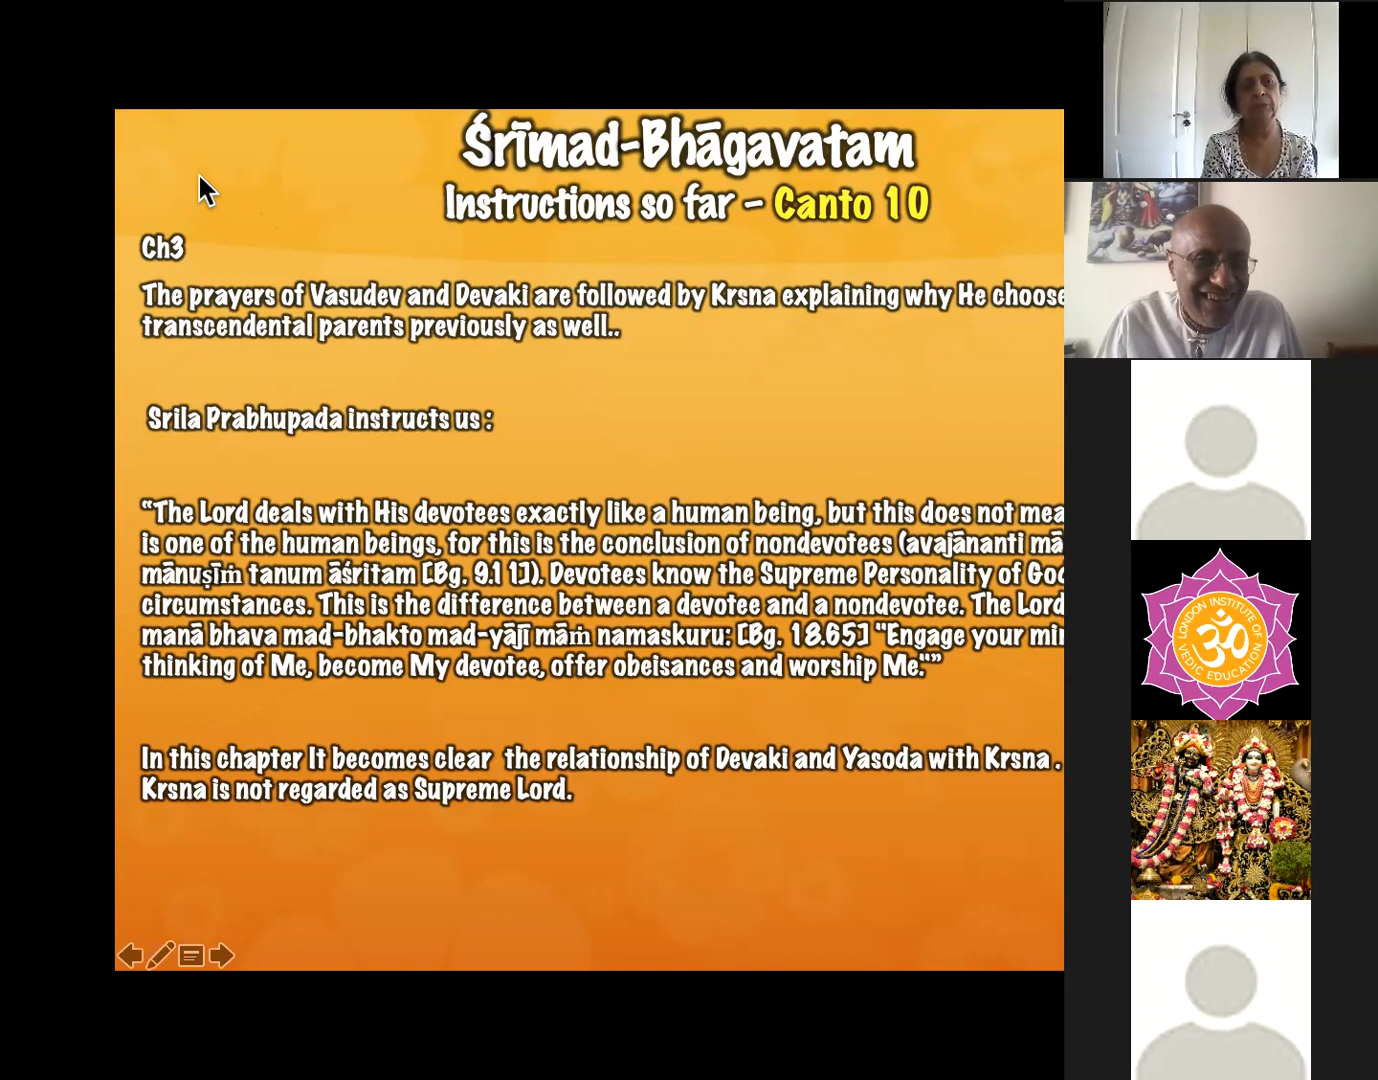 Śrīmad-Bhāgavatam
Instructions so far – Canto 10
Ch3
The prayers of Vasudev and Devaki are followed by Krsna explaining why He choose
transcendental parents previously as well..
Srila Prabhupada instructs us :
“The Lord deals with His devotees exactly like a human being, but this does not
is one of the human beings, for this is the conclusion of nondevotees (avajānanti
mānuṣīṁ tanum āśritam [Bg. 9.11]). Devotees know the Supreme Personality of
circumstances. This is the difference between a devotee and a nondevotee. The Lord
manā bhava mad-bhakto mad-yājī māṁ namaskuru: [Bg. 18.65] "Engage your
thinking of Me, become My devotee, offer obeisances and worship Me."”
In this chapter It becomes clear the relationship of Devaki and Yasoda with Krsna .
Krsna is not regarded as Supreme Lord.
LONDON INSTITUTE OF
ॐ
VEDIC EDUCATION